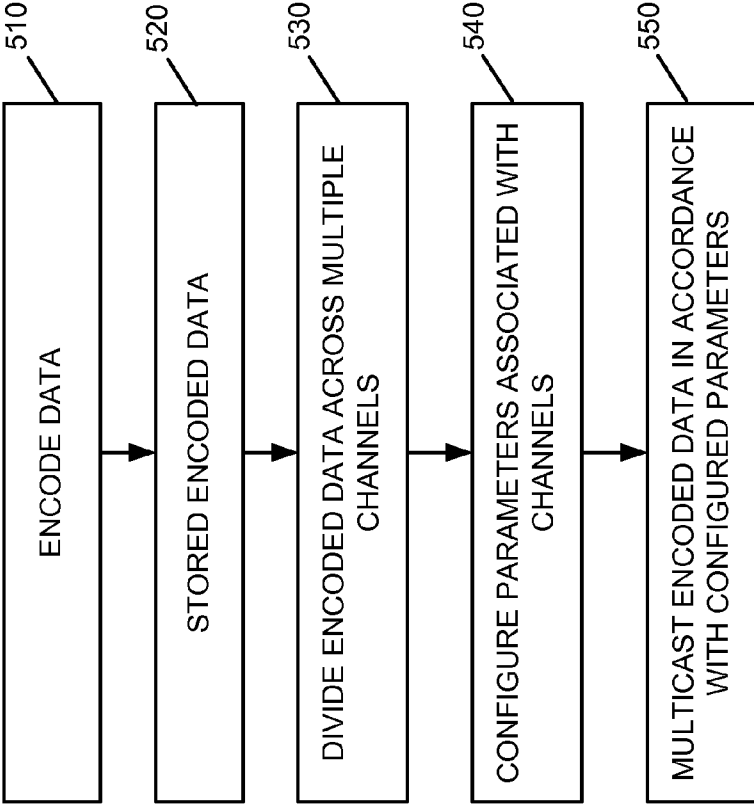 510
ENCODE DATA
520
STORED ENCODED DATA
530
DIVIDE ENCODED DATA ACROSS MULTIPLE
CHANNELS
540
CONFIGURE PARAMETERS ASSOCIATED WITH
CHANNELS
550
MULTICAST ENCODED DATA IN ACCORDANCE
WITH CONFIGURED PARAMETERS